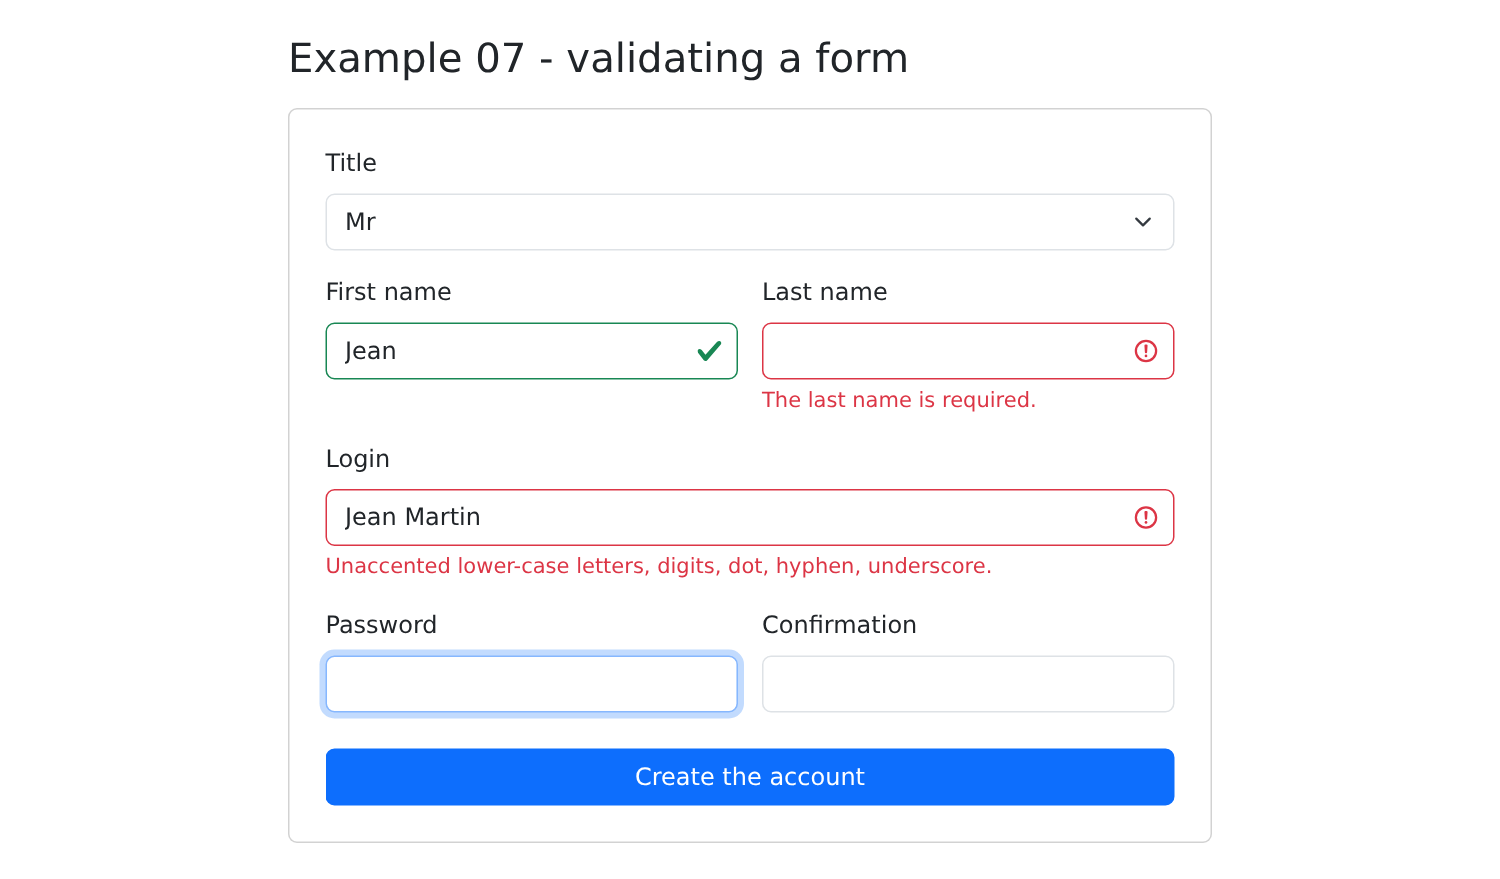 Example 07 - validating a form
Title
Mr
First name
Last name
Jean
The last name is required.
Login
Jean Martin
Unaccented lower-case letters, digits, dot, hyphen, underscore.
Password
Confirmation
Create the account